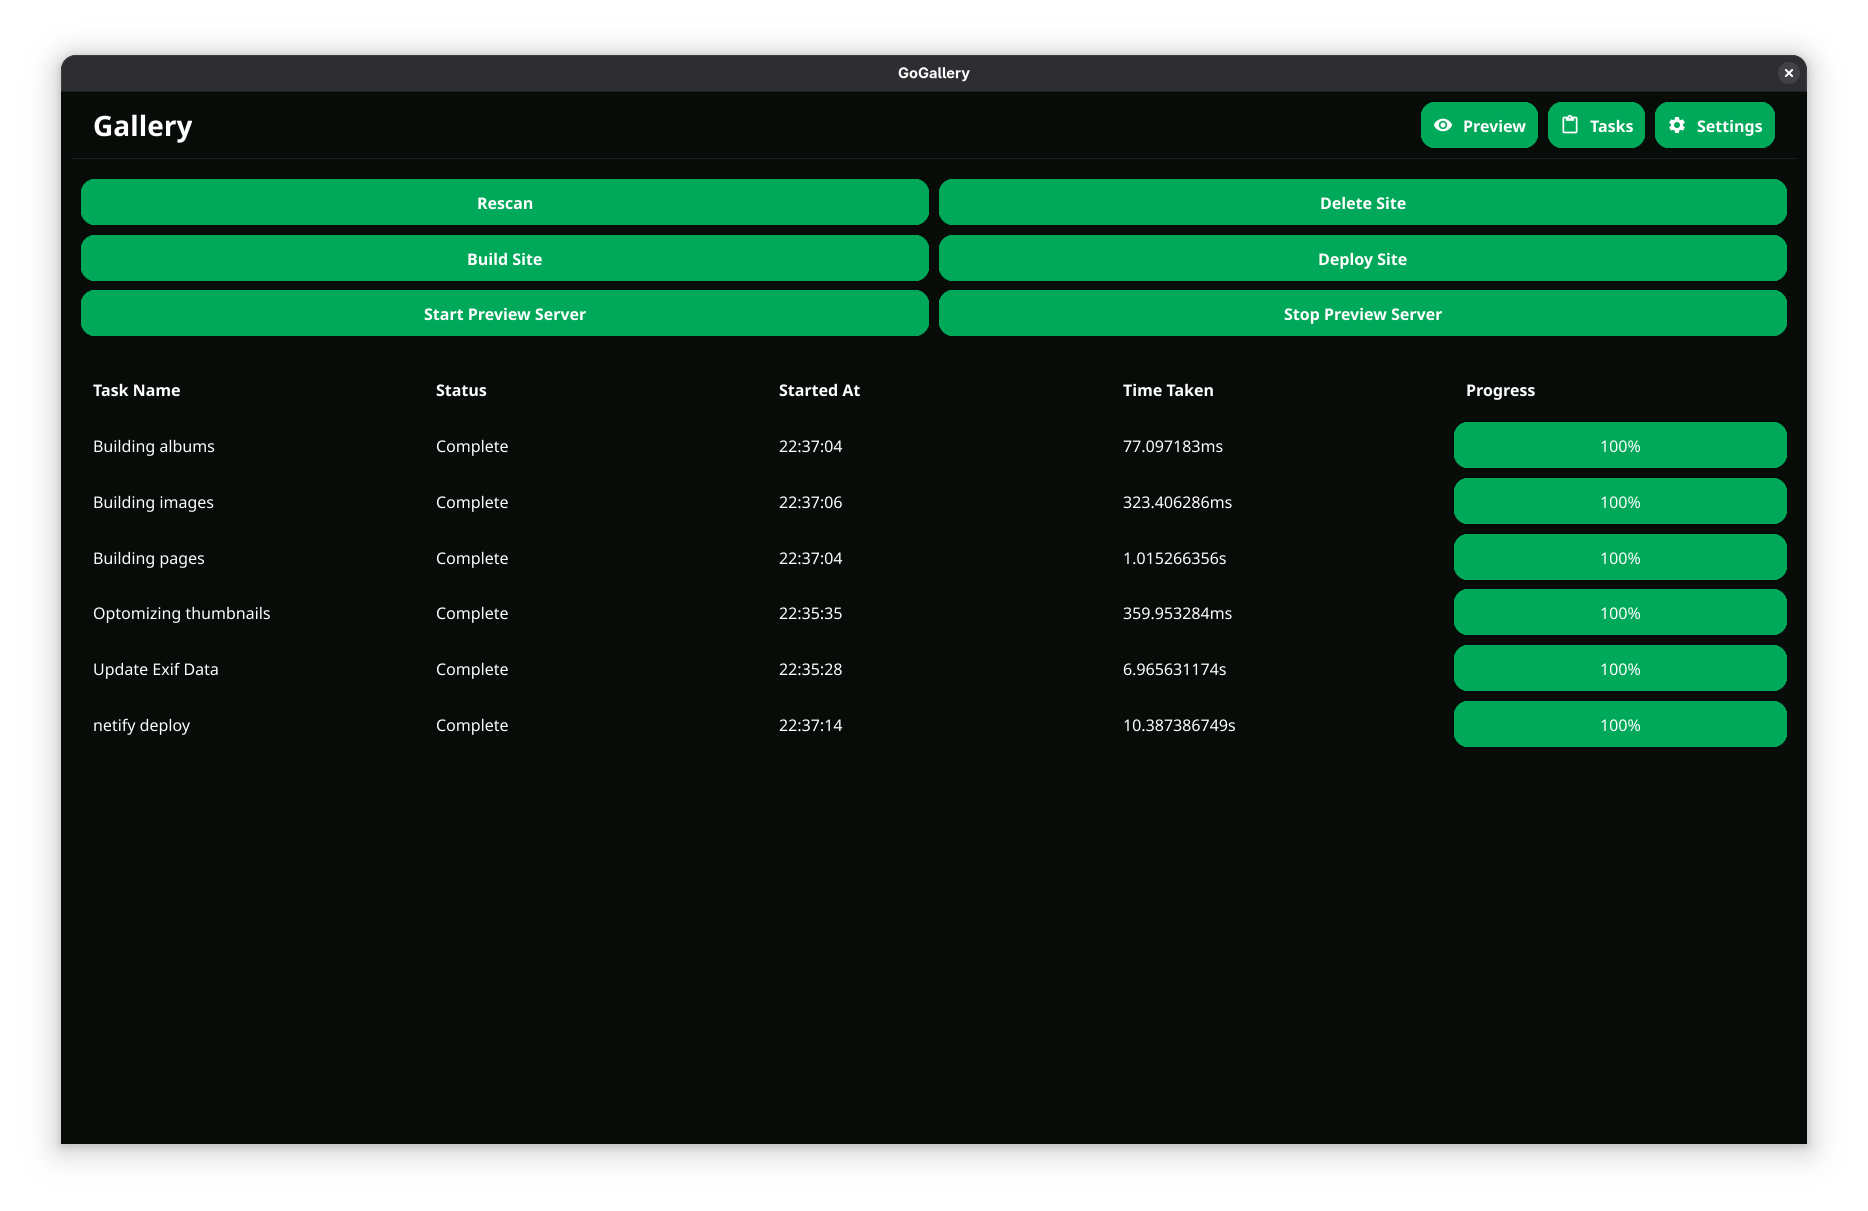 GoGallery
Gallery
Preview Tasks Settings
Rescan Delete Site
Build Site Deploy Site
Start Preview Server Stop Preview Server
Task Name Status Started At Time Taken Progress
Building albums Complete 22:37:04 77.097183ms 100%
Building images Complete 22:37:06 323.406286ms 100%
Building pages Complete 22:37:04 1.015266356s 100%
Optomizing thumbnails Complete 22:35:35 359.953284ms 100%
Update Exif Data Complete 22:35:28 6.965631174s 100%
netify deploy Complete 22:37:14 10.387386749s 100%